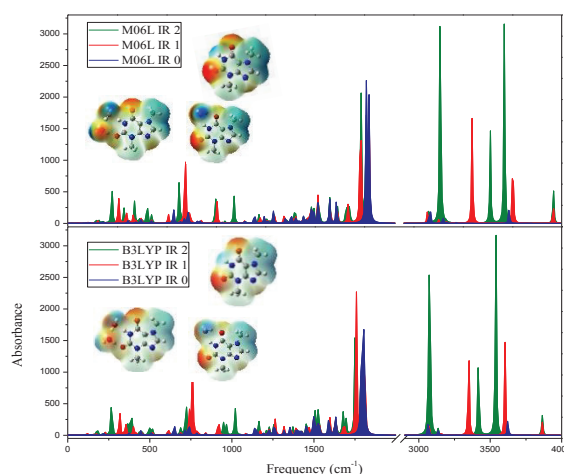 3000
2500
2000
1500
1000
500
0
M06L IR 2
M06L IR 1
M06L IR 0
3000
2500
2000
1500
1000
500
0
B3LYP IR 2
B3LYP IR 1
B3LYP IR 0
Absorbance
0 500 1000 1500 3000 3500 4000
Frequency (cm⁻¹)